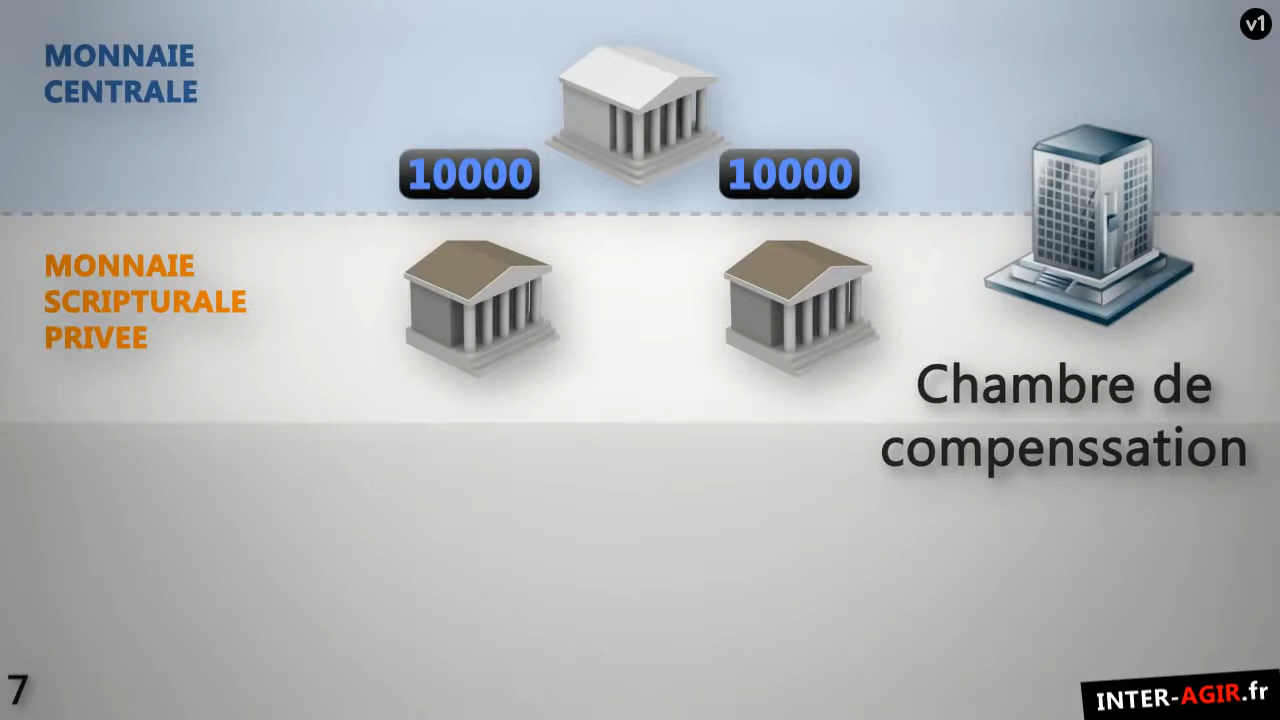 v1
MONNAIE
CENTRALE
10000
10000
MONNAIE
SCRIPTURALE
PRIVEE
Chambre de
compenssation
7
INTER-AGIR.fr